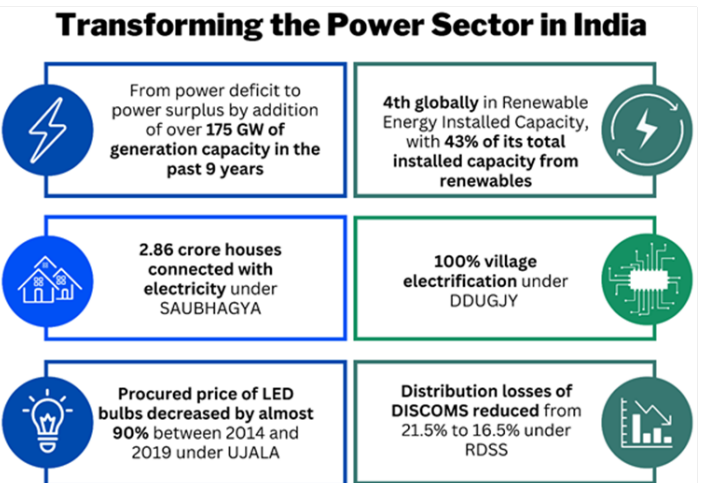 Transforming the Power Sector in India
From power deficit to
power surplus by addition
of over 175 GW of
generation capacity in the
past 9 years
4th globally in Renewable
Energy Installed Capacity,
with 43% of its total
installed capacity from
renewables
2.86 crore houses
connected with
electricity under
SAUBHAGYA
100% village
electrification under
DDUGJY
Procured price of LED
bulbs decreased by almost
90% between 2014 and
2019 under UJALA
Distribution losses of
DISCOMS reduced from
21.5% to 16.5% under
RDSS